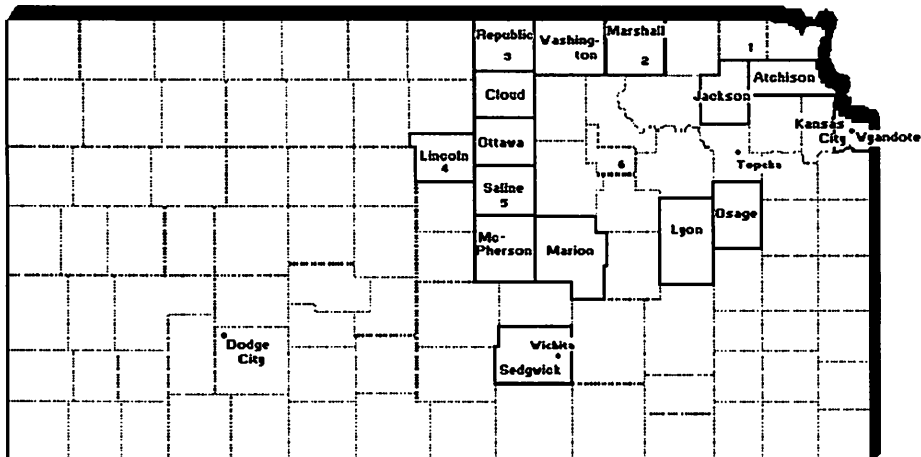 Republic
3
Washing-
ton
Marshall
2
1
Atchison
Jackson
Cloud
Kansas
City
Wyandote
Ottawa
Topeka
Lincoln
4
6
Saline
5
Osage
Lyon
Mc-
Pherson
Marion
Dodge
City
Wichita
Sedgwick